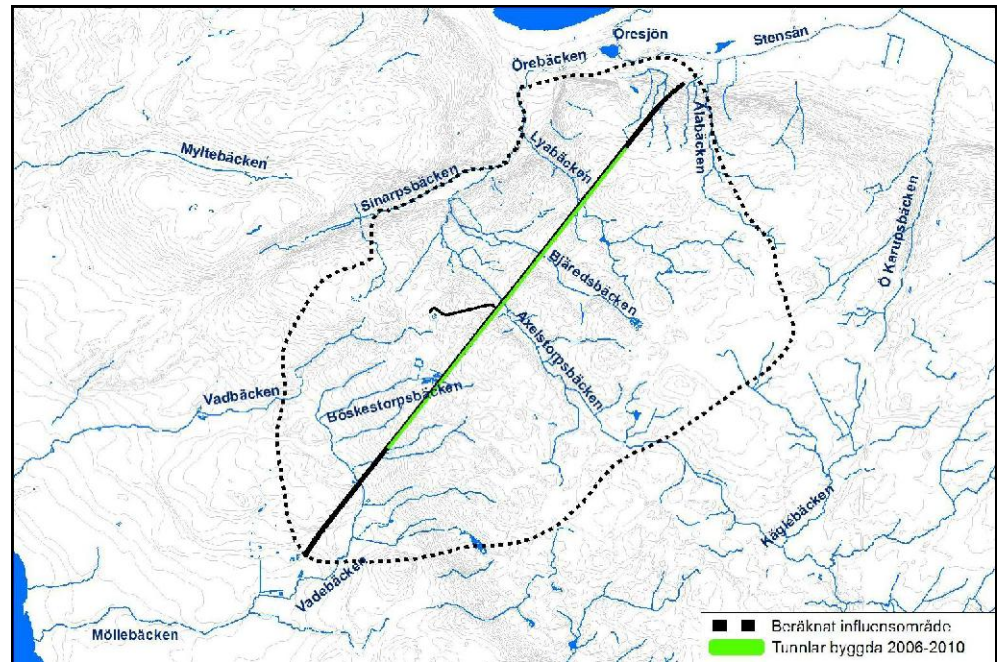 Öresjön
Stensån
Örebäcken
Lyabäcken
Ålabäcken
Myltebäcken
Sinarpsbäcken
Ö Karupsbäcken
Bjäredsbäcken
Axelstorpsbäcken
Vadbäcken
Böskestorpsbäcken
Käglebäcken
Vadebäcken
Möllebäcken
Beräknat influensområde
Tunnlar byggda 2006-2010